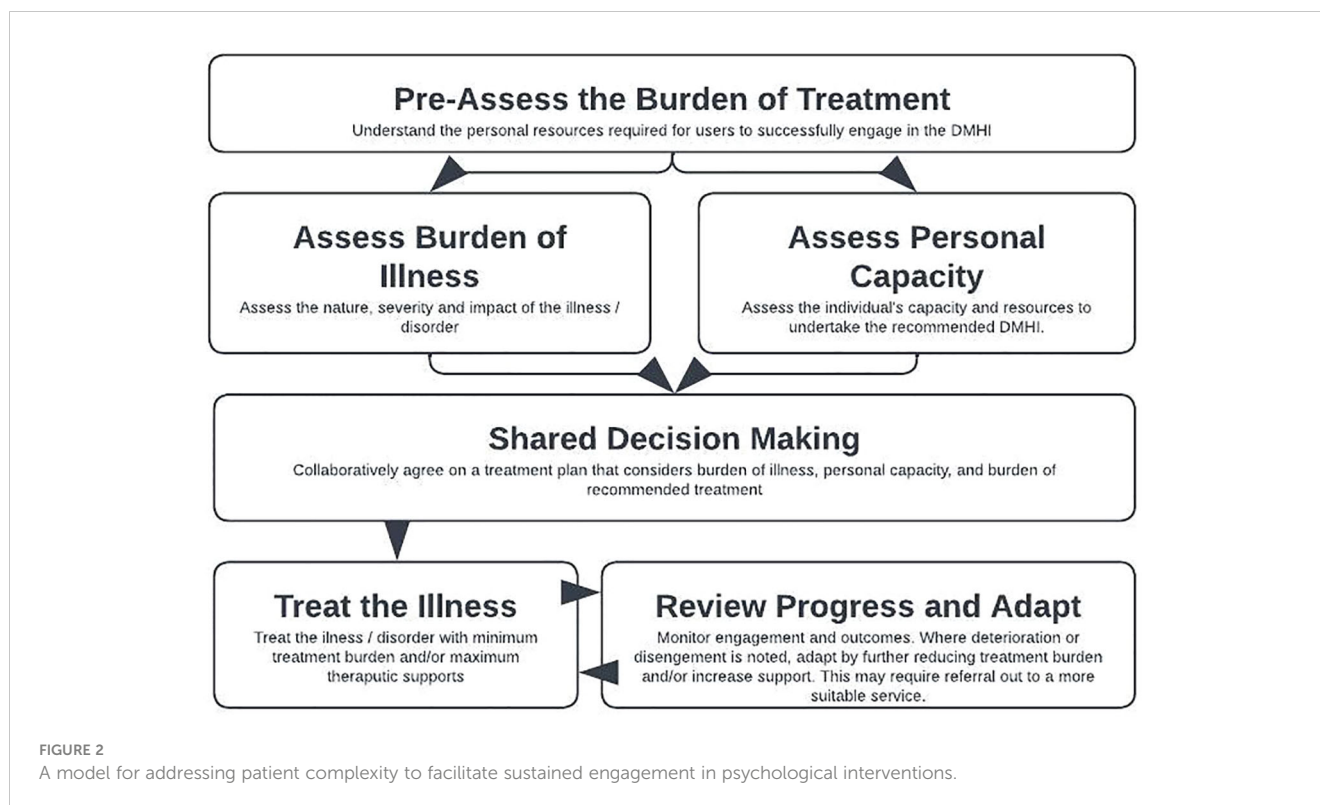 Pre-Assess the Burden of Treatment
Understand the personal resources required for users to successfully engage in the DMHI
Assess Burden of
Illness
Assess the nature, severity and impact of the illness /
disorder
Assess Personal
Capacity
Assess the individual's capacity and resources to
undertake the recommended DMHI.
Shared Decision Making
Collaboratively agree on a treatment plan that considers burden of illness, personal capacity, and burden of
recommended treatment
Treat the Illness
Treat the ilness / disorder with minimum
treatment burden and/or maximum
theraputic supports
Review Progress and Adapt
Monitor engagement and outcomes. Where deterioration or
disengement is noted, adapt by further reducing treatment burden
and/or increase support. This may require referral out to a more
suitable service.
FIGURE 2
A model for addressing patient complexity to facilitate sustained engagement in psychological interventions.